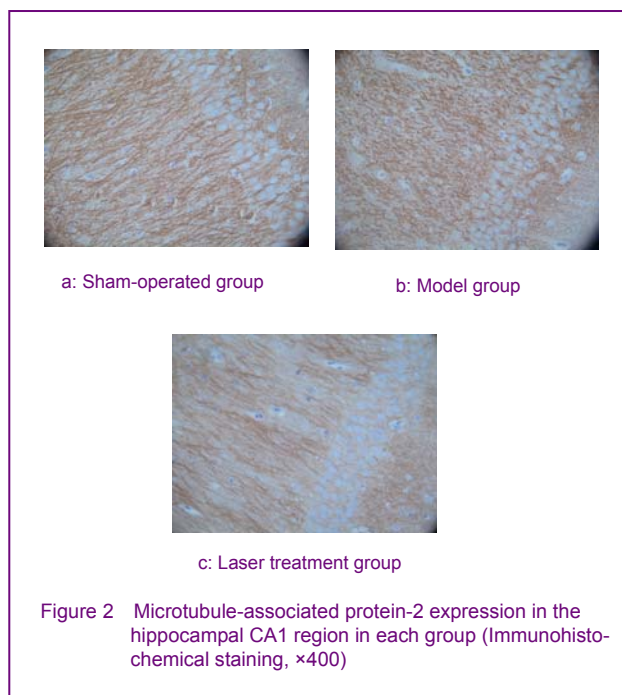 a: Sham-operated group
b: Model group
c: Laser treatment group
Figure 2 Microtubule-associated protein-2 expression in the
hippocampal CA1 region in each group (Immunohisto-
chemical staining, ×400)